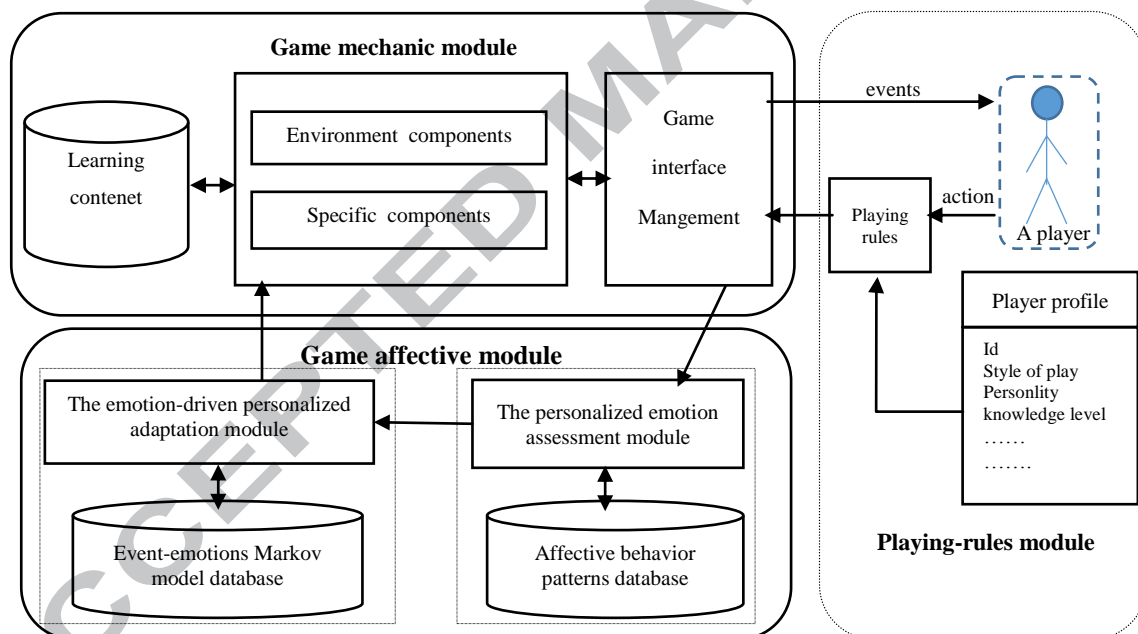 Game mechanic module
Learning
contenet
Environment components
Specific components
Game
interface
Mangement
events
action
A player
Playing
rules
Player profile
Id
Style of play
Personlity
knowledge level
……
…….
Playing-rules module
Game affective module
The emotion-driven personalized
adaptation module
The personalized emotion
assessment module
Event-emotions Markov
model database
Affective behavior
patterns database
CCEPTED MA